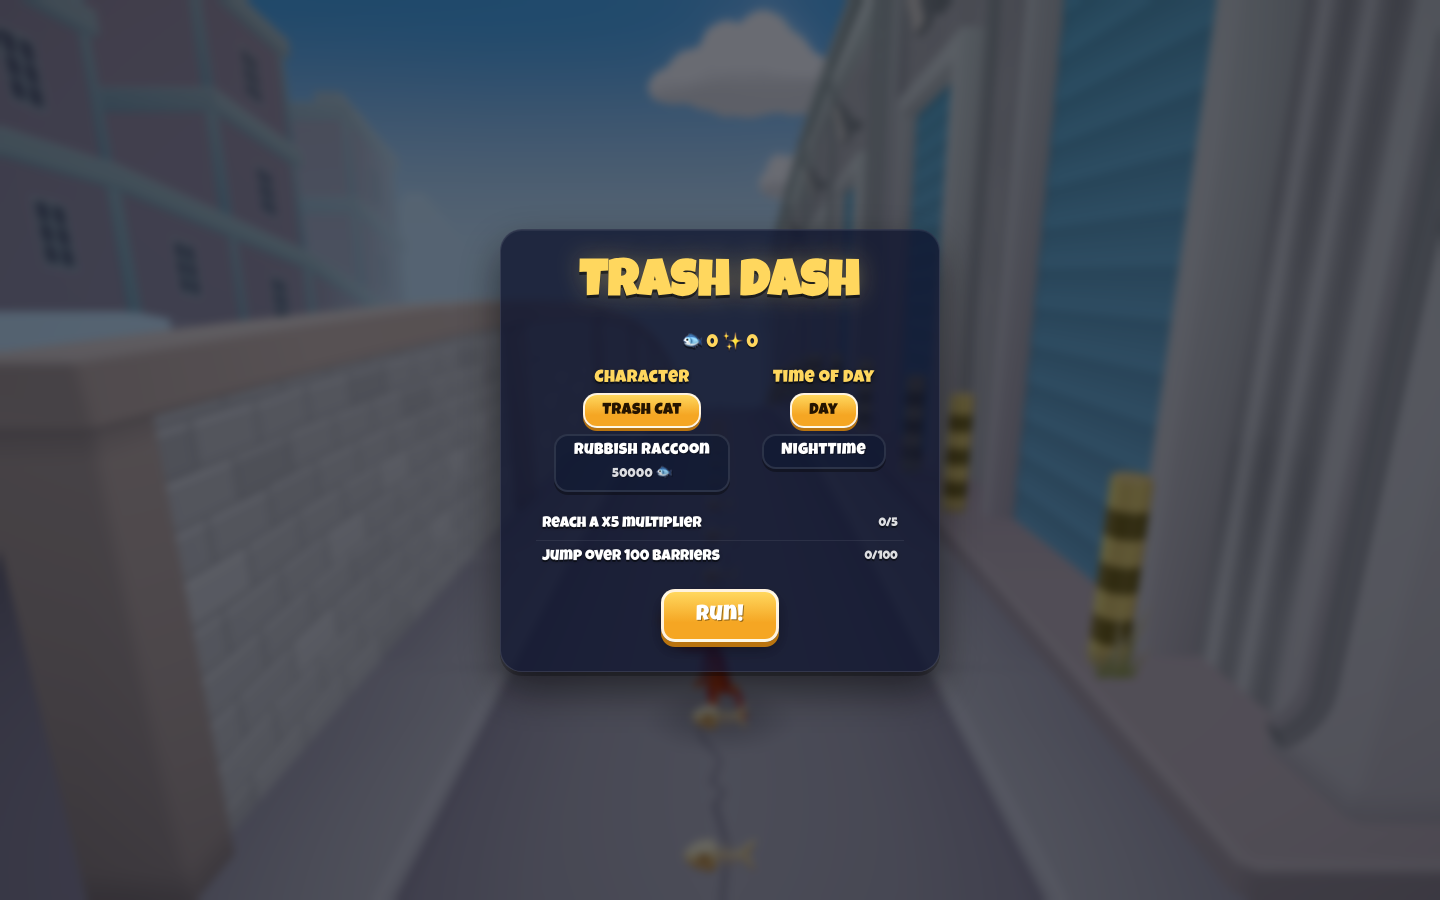 TRASH DASH
🐟 0 ✨ 0
CHARACTER
TRASH CAT
RUBBISH RACCOON
50000 🐟
TIME OF DAY
DAY
NIGHTTIME
REACH A X5 MULTIPLIER 0/5
JUMP OVER 100 BARRIERS 0/100
RUN!